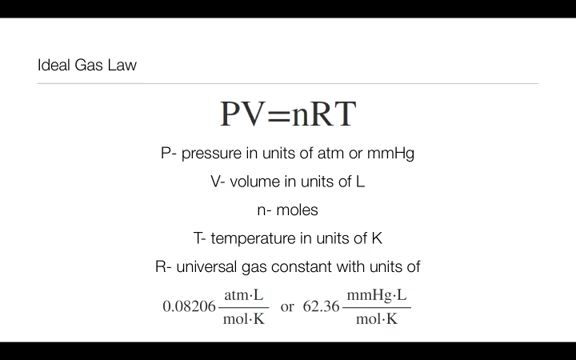 Ideal Gas Law
PV=nRT
P- pressure in units of atm or mmHg
V- volume in units of L
n- moles
T- temperature in units of K
R- universal gas constant with units of
0.08206 atm·L/mol·K or 62.36 mmHg·L/mol·K